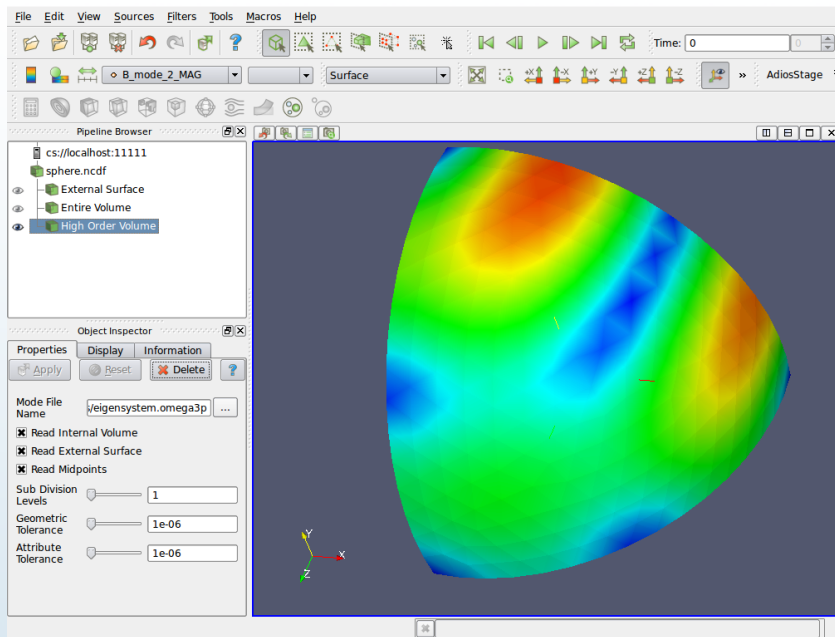 File Edit View Sources Filters Tools Macros Help
Time: 0 0
B_mode_2_MAG Surface +X -X +Y -Y +Z -Z » AdiosStage
Pipeline Browser
cs://localhost:11111
sphere.ncdf
External Surface
Entire Volume
High Order Volume
Object Inspector
Properties Display Information
Apply Reset Delete ?
Mode File
Name ;/eigensystem.omega3p ...
Read Internal Volume
Read External Surface
Read Midpoints
Sub Division
Levels 1
Geometric
Tolerance 1e-06
Attribute
Tolerance 1e-06
Y
X
Z